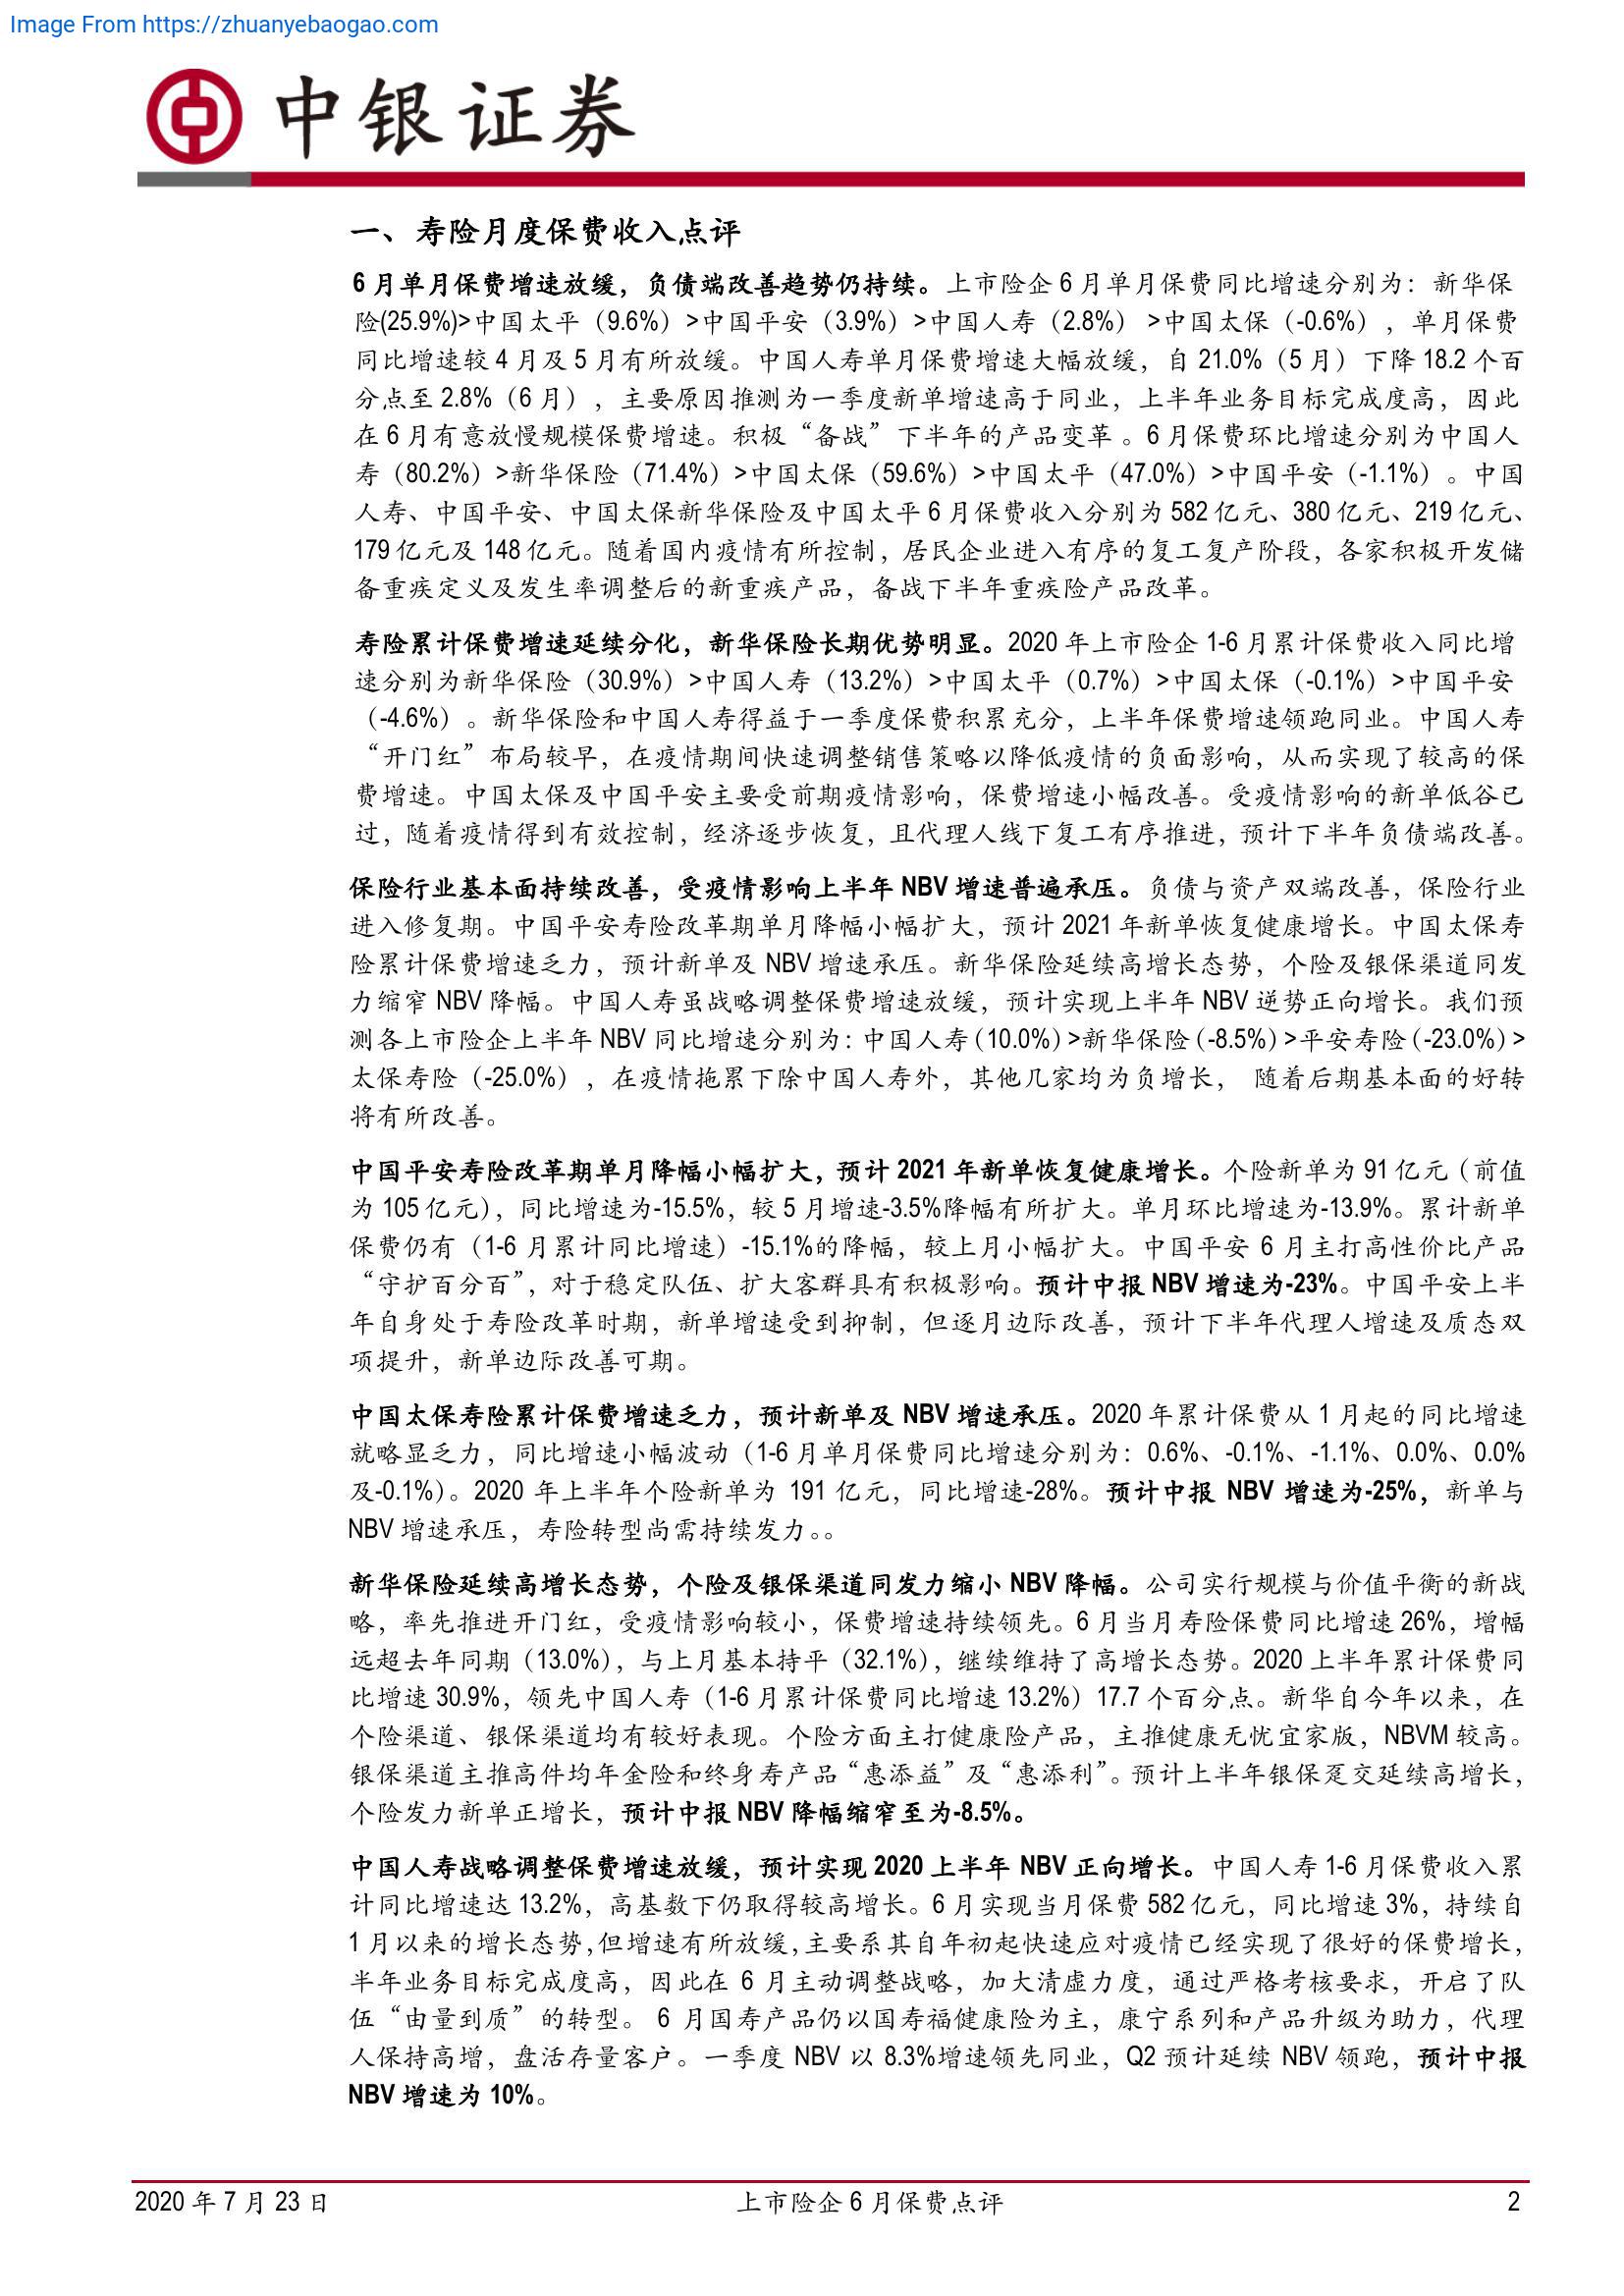 Image From https://zhuanyebaogao.com
中银证券
一、寿险月度保费收入点评
6 月单月保费增速放缓，负债端改善趋势仍持续。上市险企 6 月单月保费同比增速分别为：新华保
险(25.9%)>中国太平（9.6%）>中国平安（3.9%）>中国人寿（2.8%） >中国太保（-0.6%），单月保费
同比增速较 4 月及 5 月有所放缓。中国人寿单月保费增速大幅放缓，自 21.0%（5 月）下降 18.2 个百
分点至 2.8%（6 月），主要原因推测为一季度新单增速高于同业，上半年业务目标完成度高，因此
在 6 月有意放慢规模保费增速。积极“备战”下半年的产品变革 。6 月保费环比增速分别为中国人
寿（80.2%）>新华保险（71.4%）>中国太保（59.6%）>中国太平（47.0%）>中国平安（-1.1%）。中国
人寿、中国平安、中国太保新华保险及中国太平 6 月保费收入分别为 582 亿元、380 亿元、219 亿元、
179 亿元及 148 亿元。随着国内疫情有所控制，居民企业进入有序的复工复产阶段，各家积极开发储
备重疾定义及发生率调整后的新重疾产品，备战下半年重疾险产品改革。
寿险累计保费增速延续分化，新华保险长期优势明显。2020 年上市险企 1-6 月累计保费收入同比增
速分别为新华保险（30.9%）>中国人寿（13.2%）>中国太平（0.7%）>中国太保（-0.1%）>中国平安
（-4.6%）。新华保险和中国人寿得益于一季度保费积累充分，上半年保费增速领跑同业。中国人寿
“开门红”布局较早，在疫情期间快速调整销售策略以降低疫情的负面影响，从而实现了较高的保
费增速。中国太保及中国平安主要受前期疫情影响，保费增速小幅改善。受疫情影响的新单低谷已
过，随着疫情得到有效控制，经济逐步恢复，且代理人线下复工有序推进，预计下半年负债端改善。
保险行业基本面持续改善，受疫情影响上半年 NBV 增速普遍承压。负债与资产双端改善，保险行业
进入修复期。中国平安寿险改革期单月降幅小幅扩大，预计 2021 年新单恢复健康增长。中国太保寿
险累计保费增速乏力，预计新单及 NBV 增速承压。新华保险延续高增长态势，个险及银保渠道同发
力缩窄 NBV 降幅。中国人寿虽战略调整保费增速放缓，预计实现上半年 NBV 逆势正向增长。我们预
测各上市险企上半年 NBV 同比增速分别为：中国人寿（10.0%）>新华保险（-8.5%）>平安寿险（-23.0%）>
太保寿险（-25.0%），在疫情拖累下除中国人寿外，其他几家均为负增长， 随着后期基本面的好转
将有所改善。
中国平安寿险改革期单月降幅小幅扩大，预计 2021 年新单恢复健康增长。个险新单为 91 亿元（前值
为 105 亿元），同比增速为-15.5%，较 5 月增速-3.5%降幅有所扩大。单月环比增速为-13.9%。累计新单
保费仍有（1-6 月累计同比增速）-15.1%的降幅，较上月小幅扩大。中国平安 6 月主打高性价比产品
“守护百分百”，对于稳定队伍、扩大客群具有积极影响。预计中报 NBV 增速为-23%。中国平安上半
年自身处于寿险改革时期，新单增速受到抑制，但逐月边际改善，预计下半年代理人增速及质态双
项提升，新单边际改善可期。
中国太保寿险累计保费增速乏力，预计新单及 NBV 增速承压。2020 年累计保费从 1 月起的同比增速
就略显乏力，同比增速小幅波动（1-6 月单月保费同比增速分别为：0.6%、-0.1%、-1.1%、0.0%、0.0%
及-0.1%）。2020 年上半年个险新单为 191 亿元，同比增速-28%。预计中报 NBV 增速为-25%，新单与
NBV 增速承压，寿险转型尚需持续发力。。
新华保险延续高增长态势，个险及银保渠道同发力缩小 NBV 降幅。公司实行规模与价值平衡的新战
略，率先推进开门红，受疫情影响较小，保费增速持续领先。6 月当月寿险保费同比增速 26%，增幅
远超去年同期（13.0%），与上月基本持平（32.1%），继续维持了高增长态势。2020 上半年累计保费同
比增速 30.9%，领先中国人寿（1-6 月累计保费同比增速 13.2%）17.7 个百分点。新华自今年以来，在
个险渠道、银保渠道均有较好表现。个险方面主打健康险产品，主推健康无忧宜家版，NBVM 较高。
银保渠道主推高件均年金险和终身寿产品“惠添益”及“惠添利”。预计上半年银保趸交延续高增长，
个险发力新单正增长，预计中报 NBV 降幅缩窄至为-8.5%。
中国人寿战略调整保费增速放缓，预计实现 2020 上半年 NBV 正向增长。中国人寿 1-6 月保费收入累
计同比增速达 13.2%，高基数下仍取得较高增长。6 月实现当月保费 582 亿元，同比增速 3%，持续自
1 月以来的增长态势，但增速有所放缓，主要系其自年初起快速应对疫情已经实现了很好的保费增长，
半年业务目标完成度高，因此在 6 月主动调整战略，加大清虚力度，通过严格考核要求，开启了队
伍“由量到质”的转型。 6 月国寿产品仍以国寿福健康险为主，康宁系列和产品升级为助力，代理
人保持高增，盘活存量客户。一季度 NBV 以 8.3%增速领先同业，Q2 预计延续 NBV 领跑，预计中报
NBV 增速为 10%。
2020 年 7 月 23 日
上市险企 6 月保费点评
2